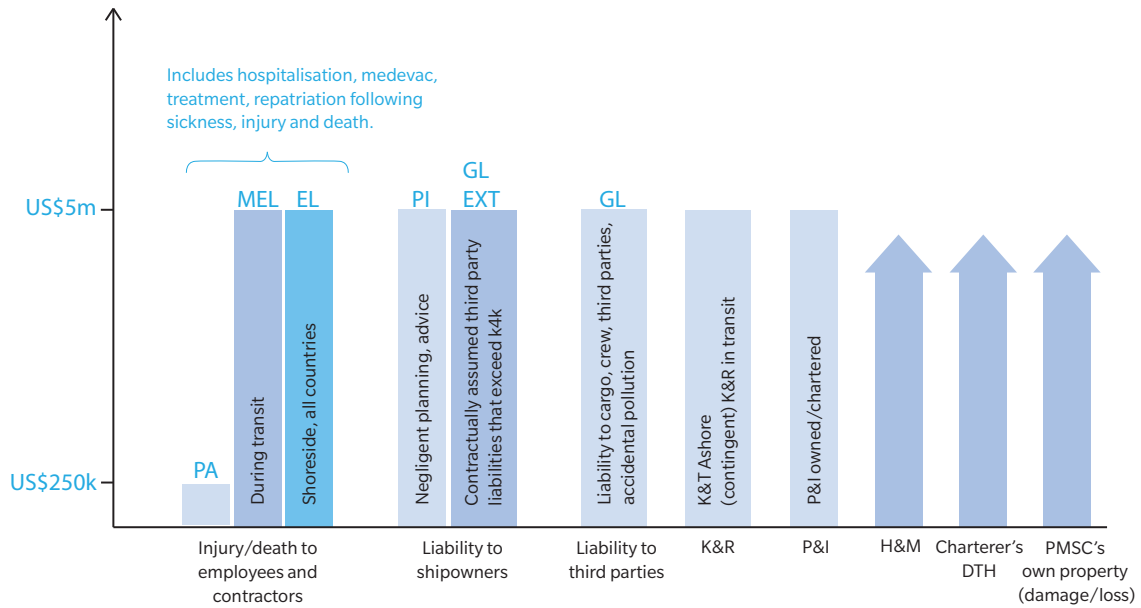 Includes hospitalisation, medevac,
treatment, repatriation following
sickness, injury and death.
US$5m
US$250k
PA
MEL
EL
PI
GL
EXT
GL
During transit
Shoreside, all countries
Negligent planning, advice
Contractually assumed third party
liabilities that exceed k4k
Liability to cargo, crew, third parties,
accidental pollution
K&T Ashore
(contingent) K&R in transit
P&I owned/chartered
Injury/death to
employees and
contractors
Liability to
shipowners
Liability to
third parties
K&R
P&I
H&M
Charterer's
DTH
PMSC's
own property
(damage/loss)